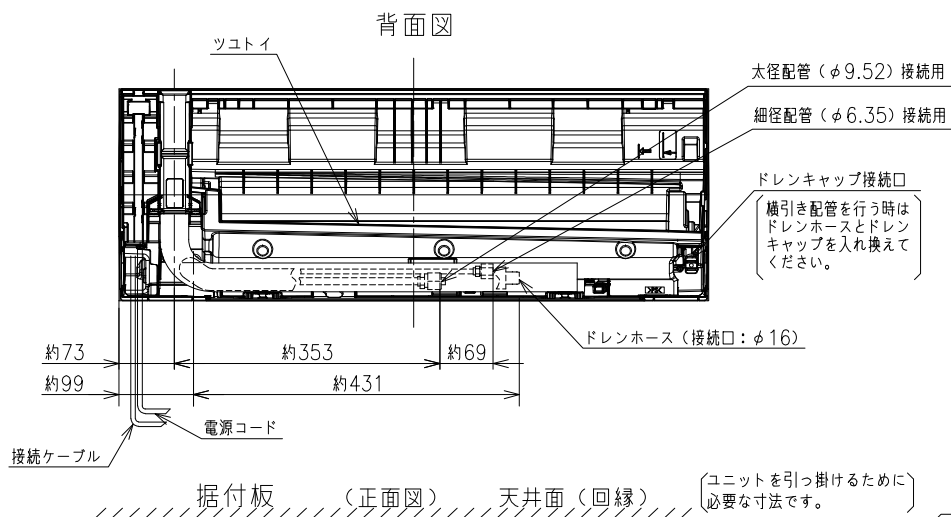 背面図
ツユトイ
太径配管（φ9.52）接続用
細径配管（φ6.35）接続用
ドレンキャップ接続口
横引き配管を行う時は
ドレンホースとドレン
キャップを入れ換えて
ください。
ドレンホース（接続口：φ16）
約73
約353
約69
約99
約431
電源コード
接続ケーブル
据付板　（正面図）　天井面（回縁）
ユニットを引っ掛けるために
必要な寸法です。